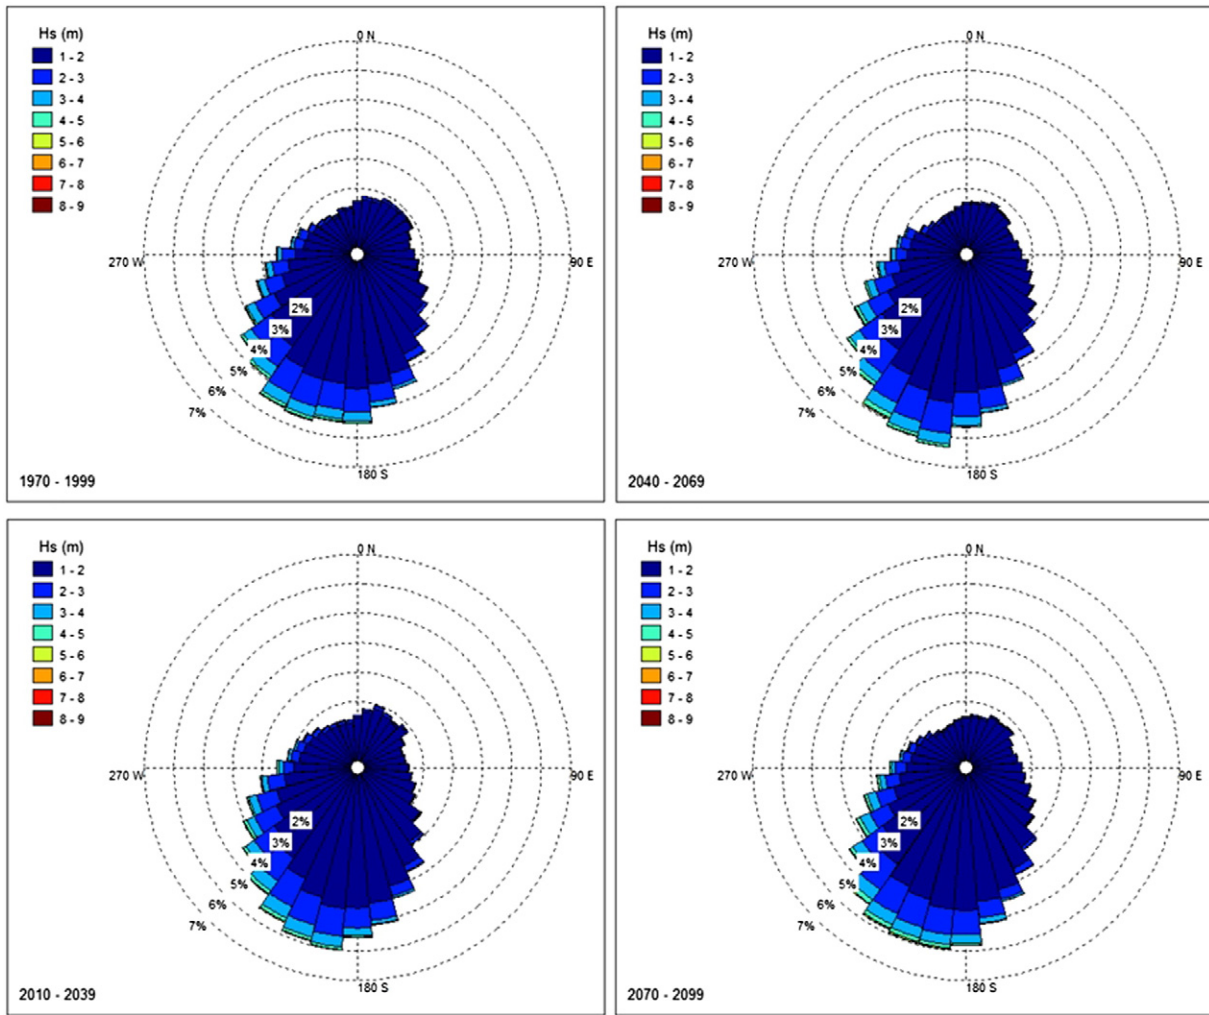 Hs (m)
1 - 2
2 - 3
3 - 4
4 - 5
5 - 6
6 - 7
7 - 8
8 - 9
0 N
270 W
90 E
2%
3%
4%
5%
6%
7%
180 S
1970 - 1999
Hs (m)
1 - 2
2 - 3
3 - 4
4 - 5
5 - 6
6 - 7
7 - 8
8 - 9
0 N
270 W
90 E
2%
3%
4%
5%
6%
7%
180 S
2040 - 2069
Hs (m)
1 - 2
2 - 3
3 - 4
4 - 5
5 - 6
6 - 7
7 - 8
8 - 9
0 N
270 W
90 E
2%
3%
4%
5%
6%
7%
180 S
2010 - 2039
Hs (m)
1 - 2
2 - 3
3 - 4
4 - 5
5 - 6
6 - 7
7 - 8
8 - 9
0 N
270 W
90 E
2%
3%
4%
5%
6%
7%
180 S
2070 - 2099